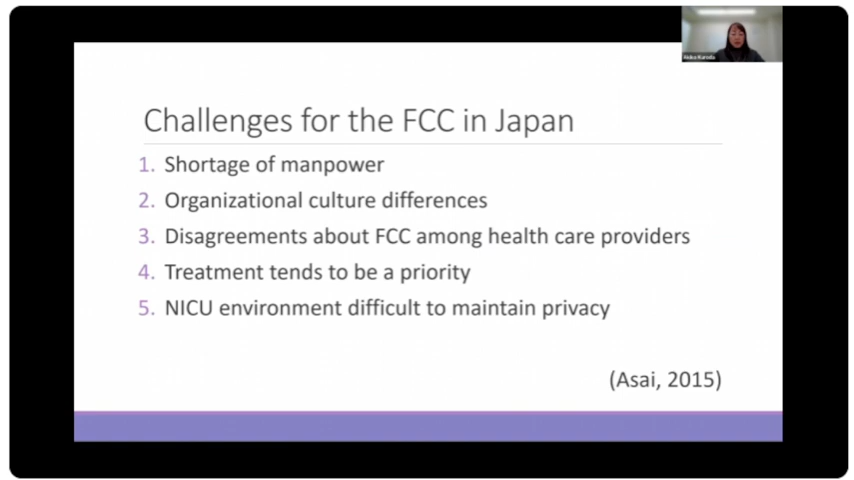 Challenges for the FCC in Japan
1. Shortage of manpower
2. Organizational culture differences
3. Disagreements about FCC among health care providers
4. Treatment tends to be a priority
5. NICU environment difficult to maintain privacy
(Asai, 2015)